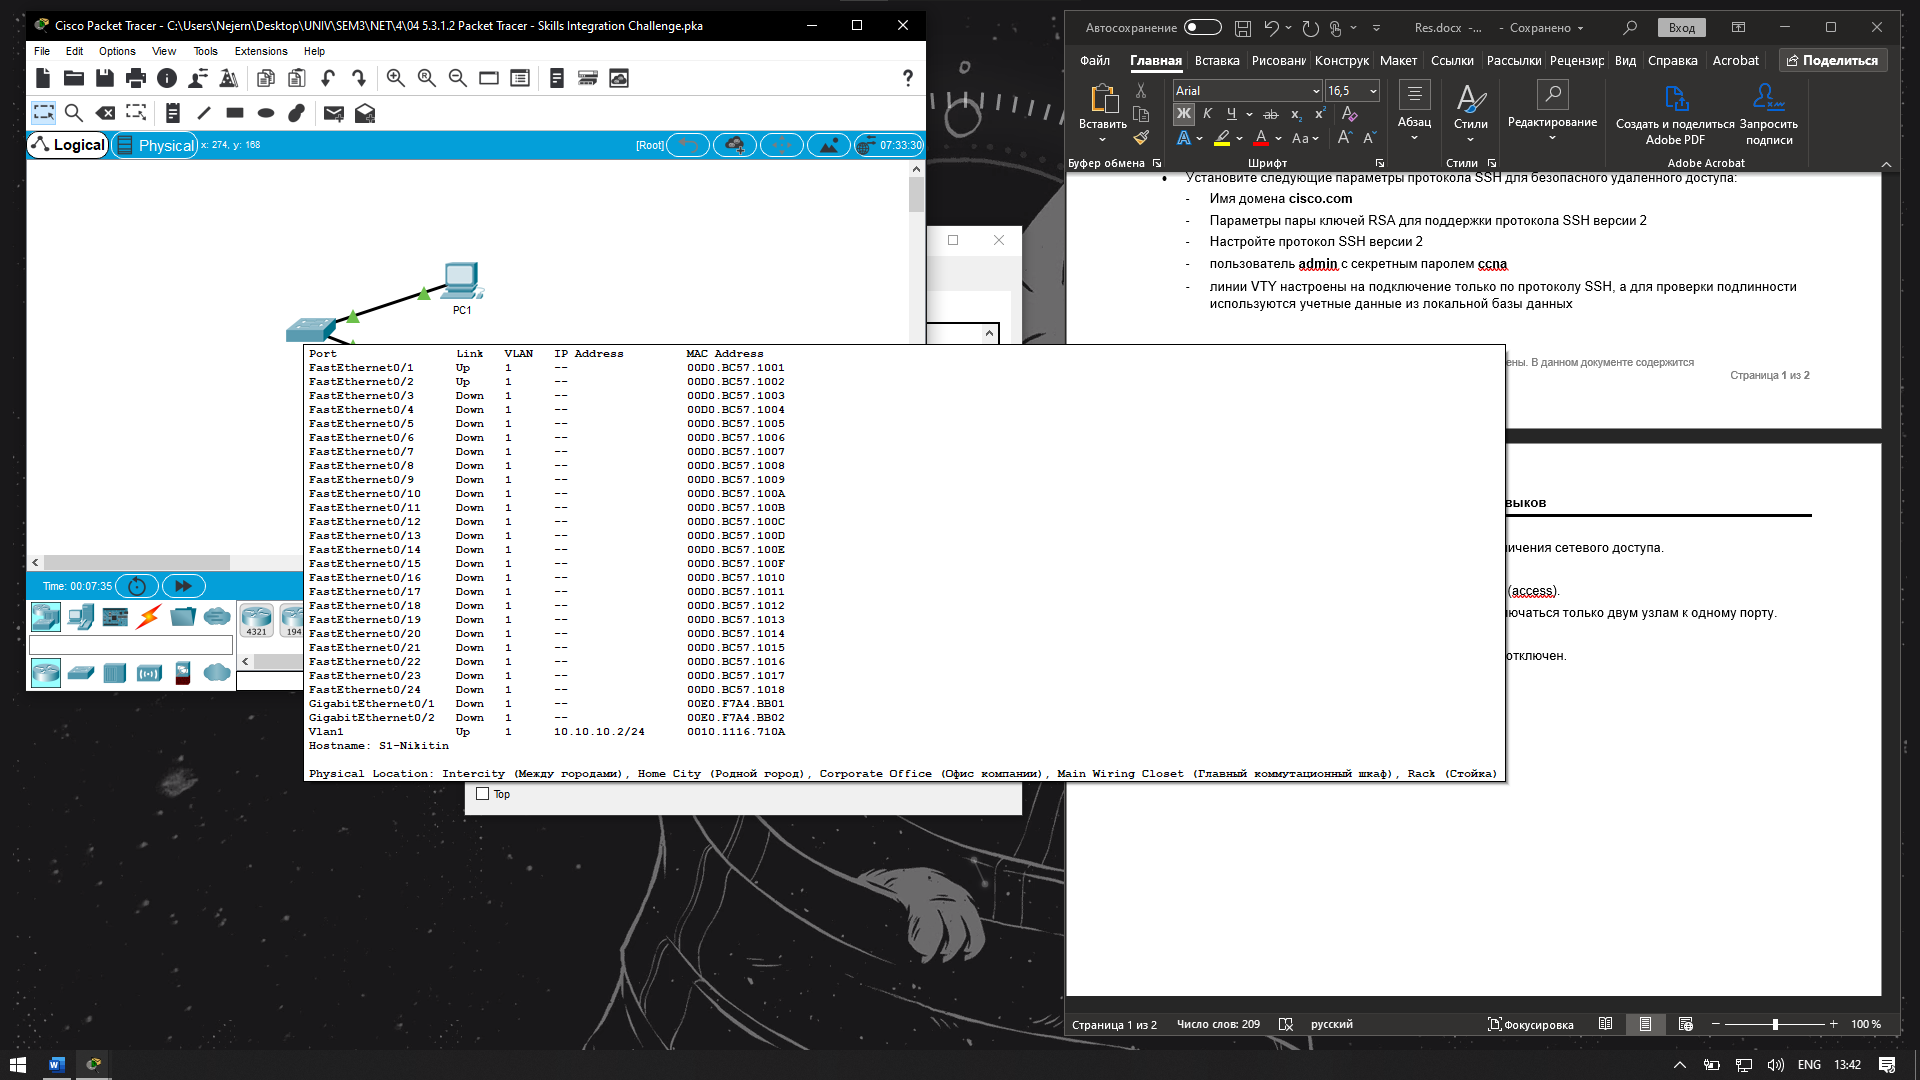 Cisco Packet Tracer - C:\Users\Nejern\Desktop\UNIV\SEM3\NET\4\04 5.3.1.2 Packet Tracer - Skills Integration Challenge.pka
File Edit Options View Tools Extensions Help
Logical Physical x: 274, y: 168 [Root] 07:33:30
PC1
Port Link VLAN IP Address MAC Address
FastEthernet0/1 Up 1 -- 00D0.BC57.1001
FastEthernet0/2 Up 1 -- 00D0.BC57.1002
FastEthernet0/3 Down 1 -- 00D0.BC57.1003
FastEthernet0/4 Down 1 -- 00D0.BC57.1004
FastEthernet0/5 Down 1 -- 00D0.BC57.1005
FastEthernet0/6 Down 1 -- 00D0.BC57.1006
FastEthernet0/7 Down 1 -- 00D0.BC57.1007
FastEthernet0/8 Down 1 -- 00D0.BC57.1008
FastEthernet0/9 Down 1 -- 00D0.BC57.1009
FastEthernet0/10 Down 1 -- 00D0.BC57.100A
FastEthernet0/11 Down 1 -- 00D0.BC57.100B
FastEthernet0/12 Down 1 -- 00D0.BC57.100C
FastEthernet0/13 Down 1 -- 00D0.BC57.100D
FastEthernet0/14 Down 1 -- 00D0.BC57.100E
FastEthernet0/15 Down 1 -- 00D0.BC57.100F
FastEthernet0/16 Down 1 -- 00D0.BC57.1010
FastEthernet0/17 Down 1 -- 00D0.BC57.1011
FastEthernet0/18 Down 1 -- 00D0.BC57.1012
FastEthernet0/19 Down 1 -- 00D0.BC57.1013
FastEthernet0/20 Down 1 -- 00D0.BC57.1014
FastEthernet0/21 Down 1 -- 00D0.BC57.1015
FastEthernet0/22 Down 1 -- 00D0.BC57.1016
FastEthernet0/23 Down 1 -- 00D0.BC57.1017
FastEthernet0/24 Down 1 -- 00D0.BC57.1018
GigabitEthernet0/1 Down 1 -- 00E0.F7A4.BB01
GigabitEthernet0/2 Down 1 -- 00E0.F7A4.BB02
Vlan1 Up 1 10.10.10.2/24 0010.1116.710A
Hostname: S1-Nikitin
Physical Location: Intercity (Между городами), Home City (Родной город), Corporate Office (Офис компании), Main Wiring Closet (Главный коммутационный шкаф), Rack (Стойка)
Time: 00:07:35
4321 194
Top
Автосохранение Res.docx -... - Сохранено Вход
Файл Главная Вставка Рисовани Конструк Макет Ссылки Рассылки Рецензир Вид Справка Acrobat Поделиться
Arial 16,5
Вставить Ж К Ч ab x₂ x² Абзац Стили Редактирование Создать и поделиться Adobe PDF Запросить подписи
Aa
Буфер обмена Шрифт Стили Adobe Acrobat
• Установите следующие параметры протокола SSH для безопасного удаленного доступа:
- Имя домена cisco.com
- Параметры пары ключей RSA для поддержки протокола SSH версии 2
- Настройте протокол SSH версии 2
- пользователь admin с секретным паролем ccna
- линии VTY настроены на подключение только по протоколу SSH, а для проверки подлинности
используются учетные данные из локальной базы данных
ены. В данном документе содержится
Страница 1 из 2
выков
ничения сетевого доступа.
(access).
лючаться только двум узлам к одному порту.
отключен.
Страница 1 из 2 Число слов: 209 русский Фокусировка 100 %
ENG 13:42